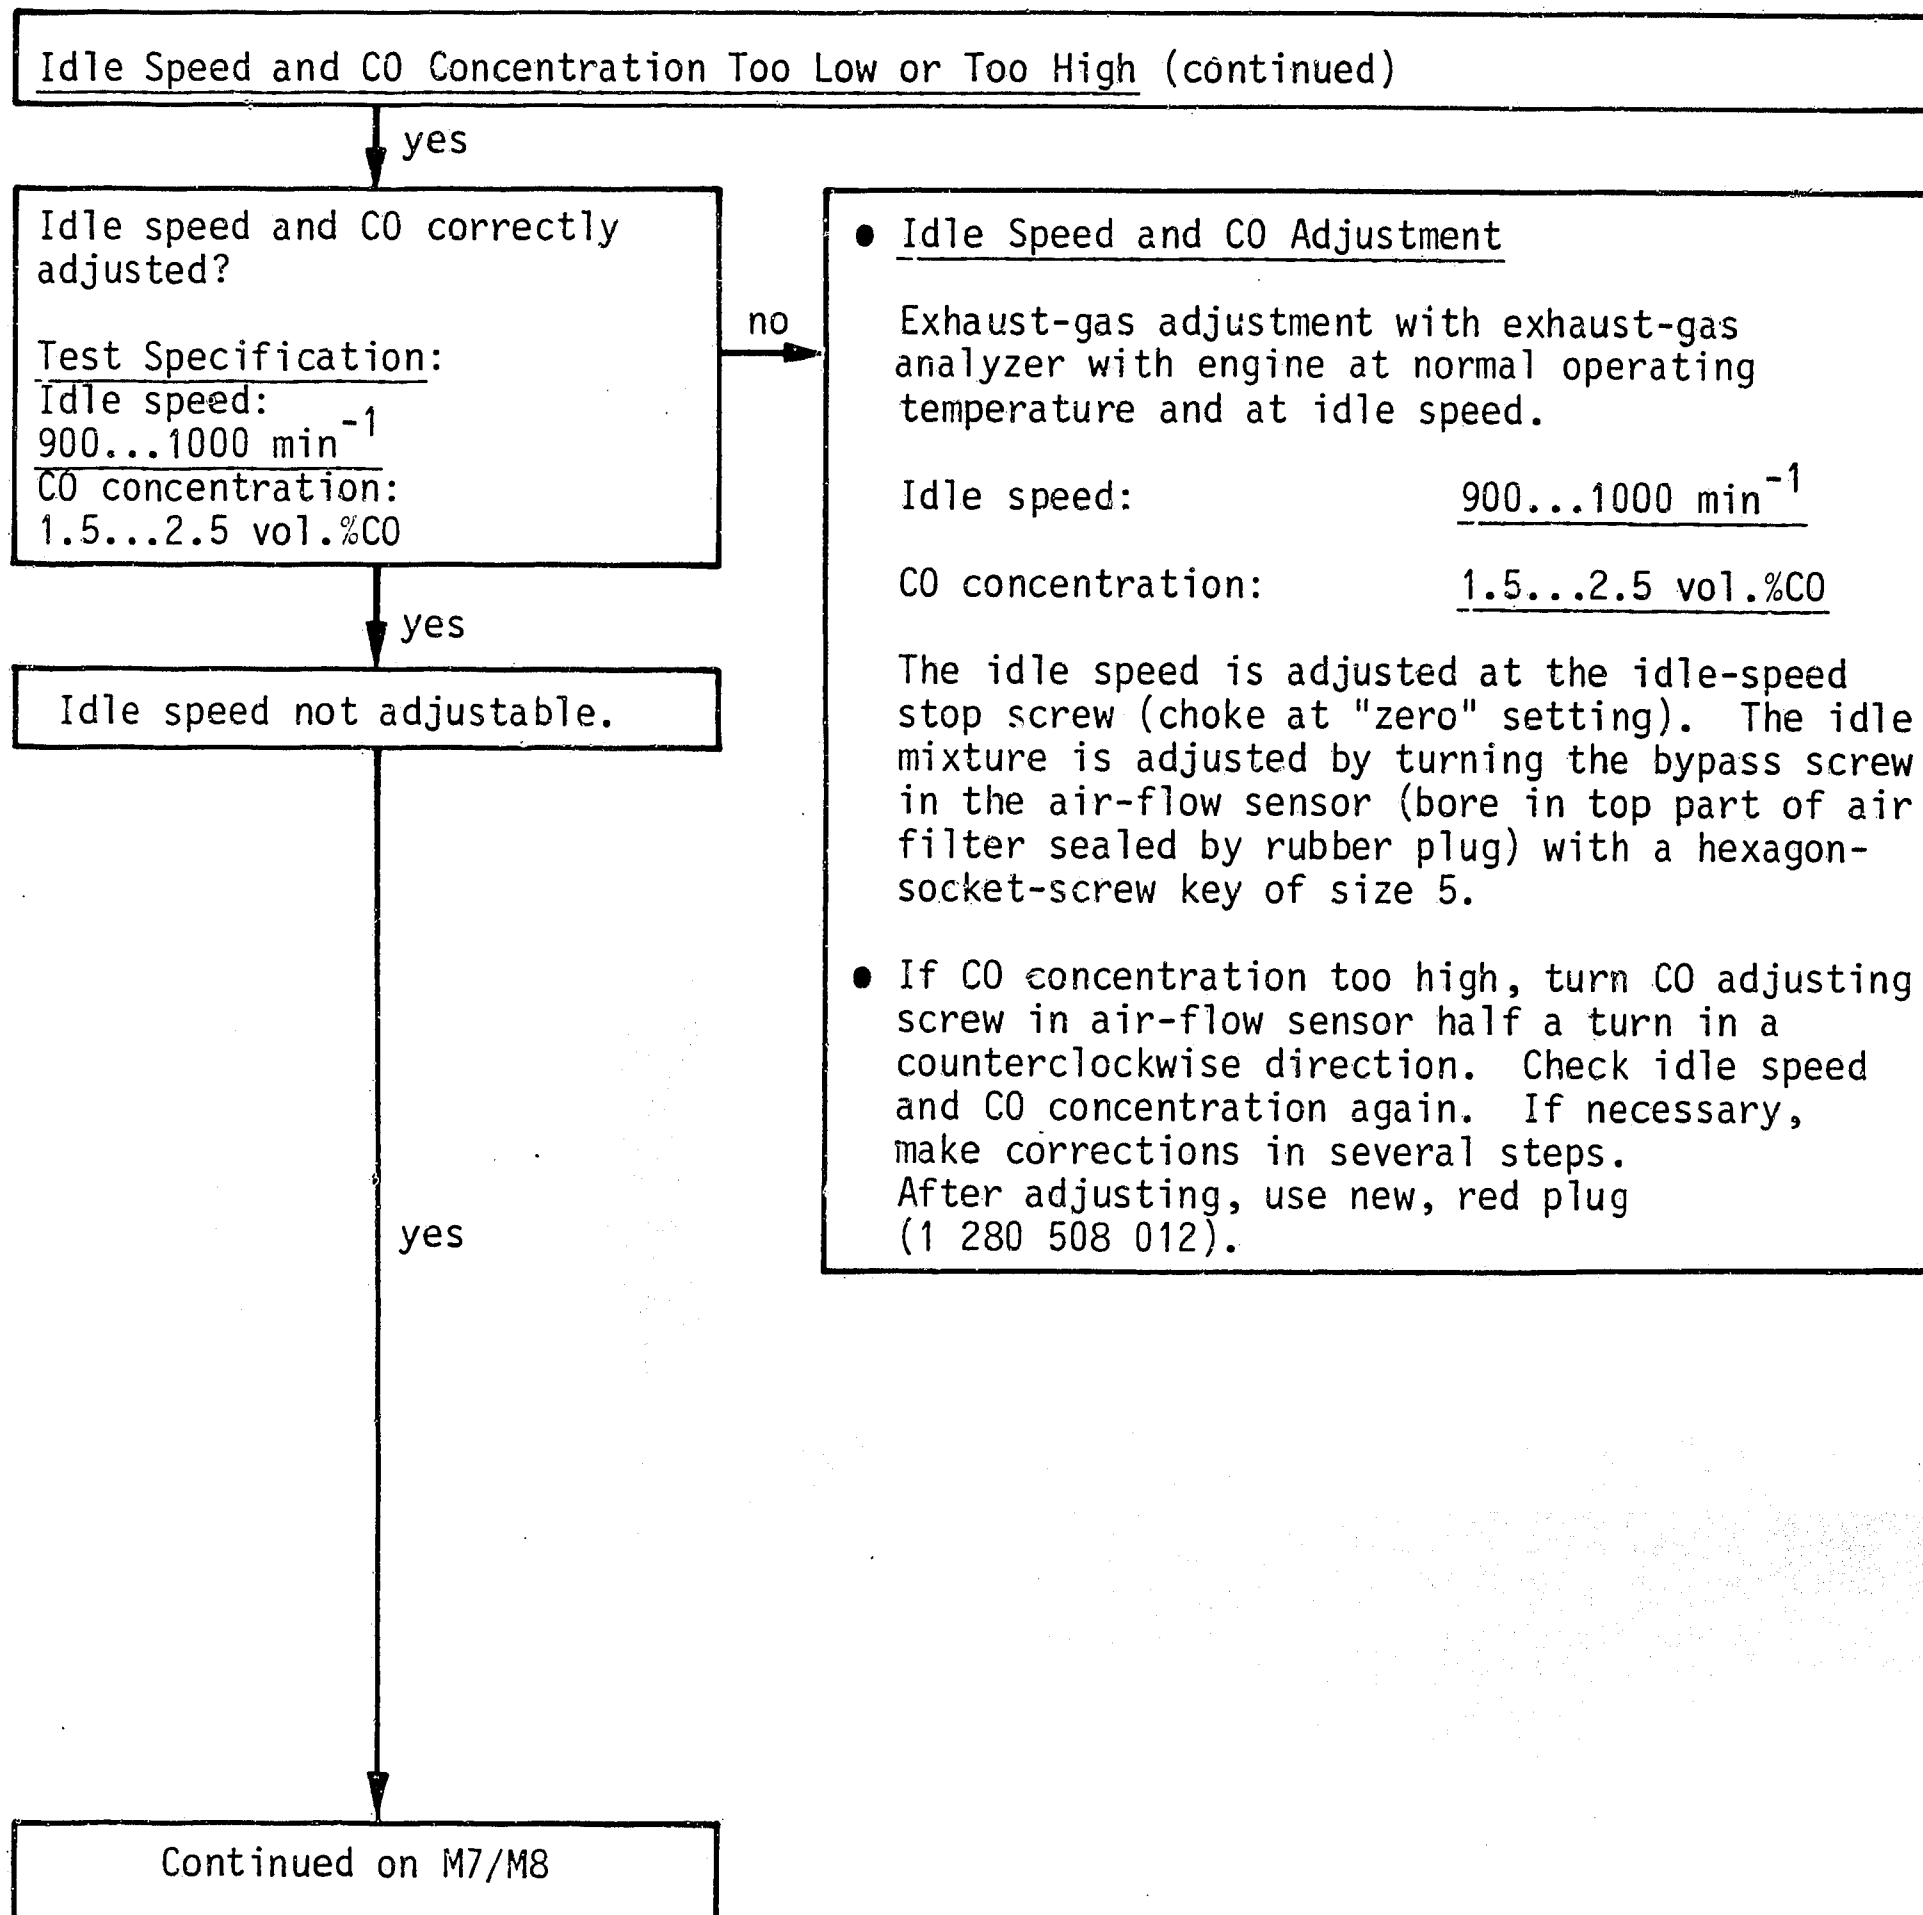 Idle Speed and CO Concentration Too Low or Too High (continued)
yes
Idle speed and CO correctly
adjusted?
Test Specification:
Idle speed:
900...1000 min⁻¹
CO concentration:
1.5...2.5 vol.%CO
no
yes
Idle speed not adjustable.
● Idle Speed and CO Adjustment
Exhaust-gas adjustment with exhaust-gas
analyzer with engine at normal operating
temperature and at idle speed.
Idle speed: 900...1000 min⁻¹
CO concentration: 1.5...2.5 vol.%CO
The idle speed is adjusted at the idle-speed
stop screw (choke at "zero" setting). The idle
mixture is adjusted by turning the bypass screw
in the air-flow sensor (bore in top part of air
filter sealed by rubber plug) with a hexagon-
socket-screw key of size 5.
● If CO concentration too high, turn CO adjusting
screw in air-flow sensor half a turn in a
counterclockwise direction. Check idle speed
and CO concentration again. If necessary,
make corrections in several steps.
After adjusting, use new, red plug
(1 280 508 012).
yes
Continued on M7/M8